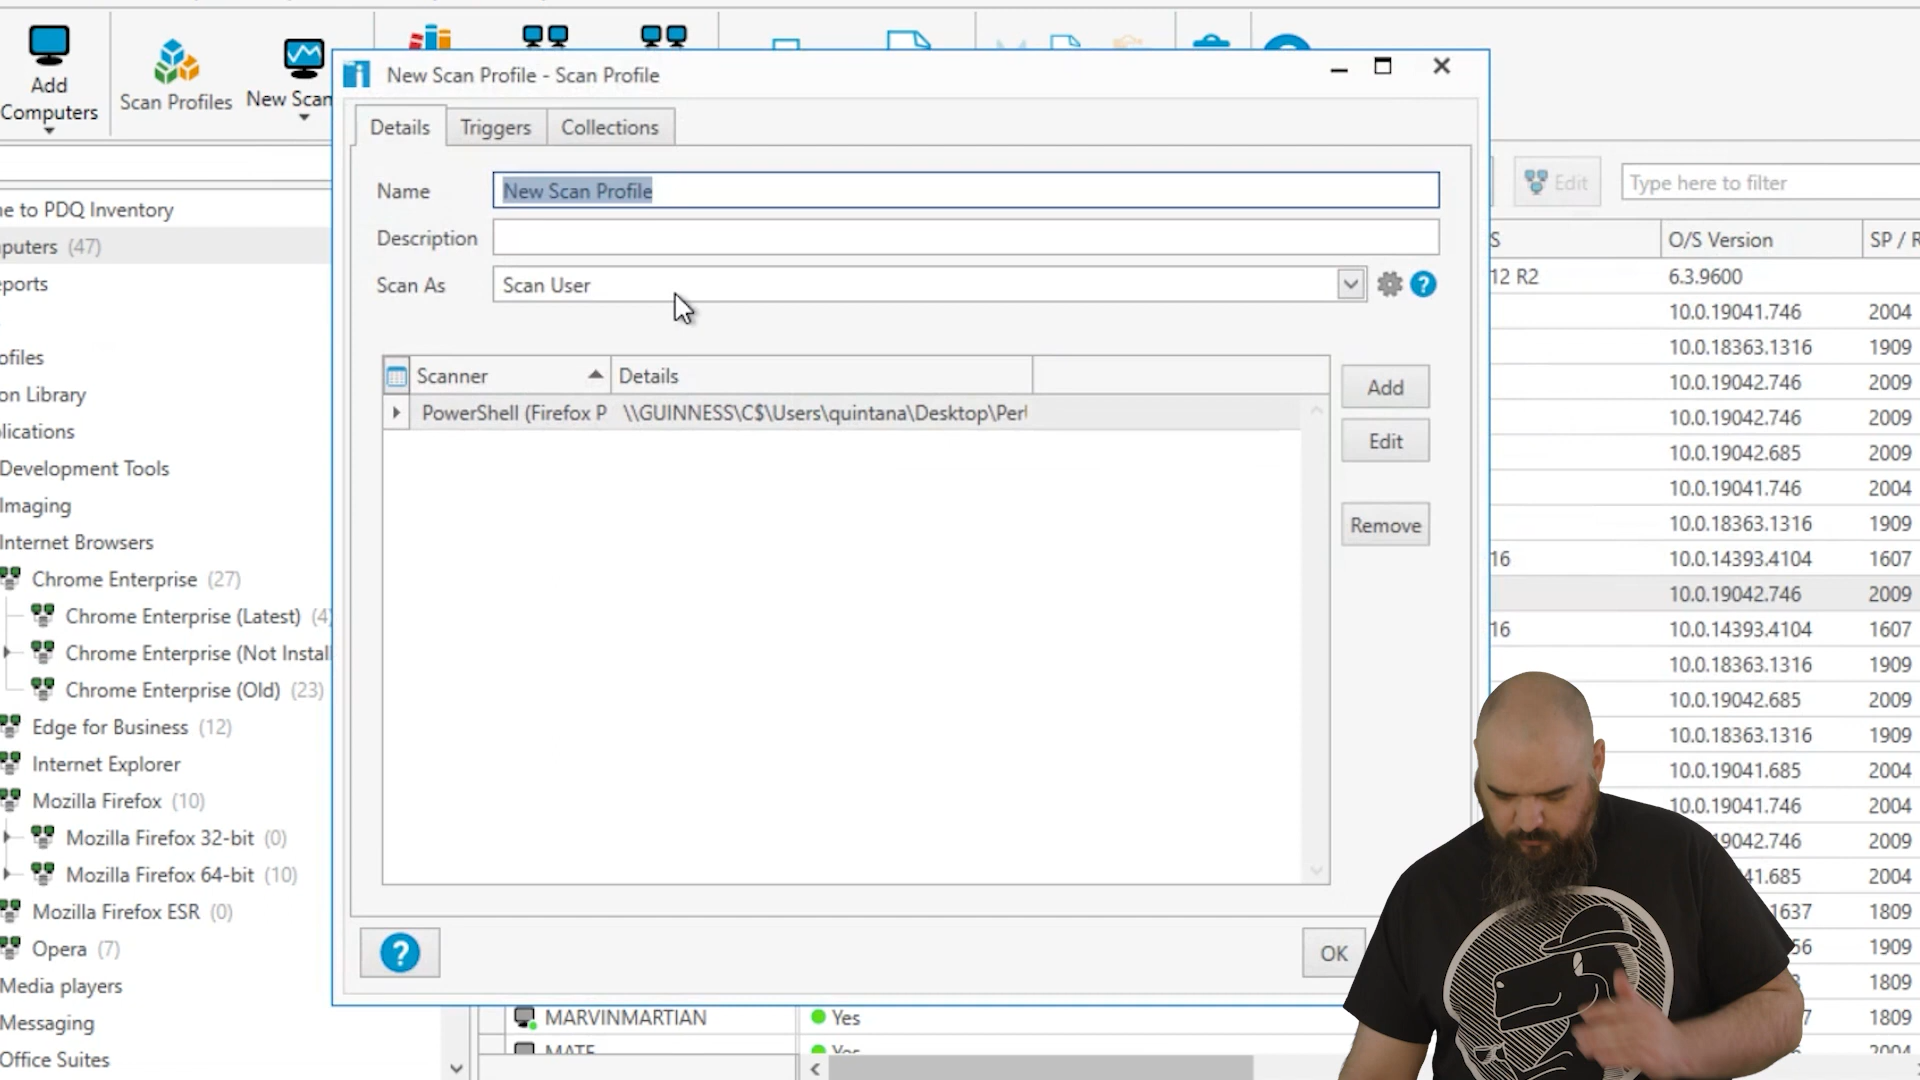 Add
Computers
Scan Profiles
New Scan
New Scan Profile - Scan Profile
Details
Triggers
Collections
Name
New Scan Profile
Description
Scan As
Scan User
Scanner
Details
PowerShell (Firefox P
\\GUINNESS\C$\Users\quintana\Desktop\Per
Add
Edit
Remove
OK
Edit
Type here to filter
e to PDQ Inventory
puters (47)
ports
ofiles
on Library
lications
Development Tools
Imaging
Internet Browsers
Chrome Enterprise (27)
Chrome Enterprise (Latest) (4)
Chrome Enterprise (Not Install
Chrome Enterprise (Old) (23)
Edge for Business (12)
Internet Explorer
Mozilla Firefox (10)
Mozilla Firefox 32-bit (0)
Mozilla Firefox 64-bit (10)
Mozilla Firefox ESR (0)
Opera (7)
Media players
Messaging
Office Suites
S O/S Version SP / R
12 R2 6.3.9600
10.0.19041.746 2004
10.0.18363.1316 1909
10.0.19042.746 2009
10.0.19042.746 2009
10.0.19042.685 2009
10.0.19041.746 2004
10.0.18363.1316 1909
16 10.0.14393.4104 1607
10.0.19042.746 2009
16 10.0.14393.4104 1607
10.0.18363.1316 1909
10.0.19042.685 2009
10.0.18363.1316 1909
10.0.19041.685 2004
10.0.19041.746 2004
19042.746 2009
41.685 2004
1637 1809
56 1909
1809
7 1809
2004
MARVINMARTIAN Yes
MATE Yes